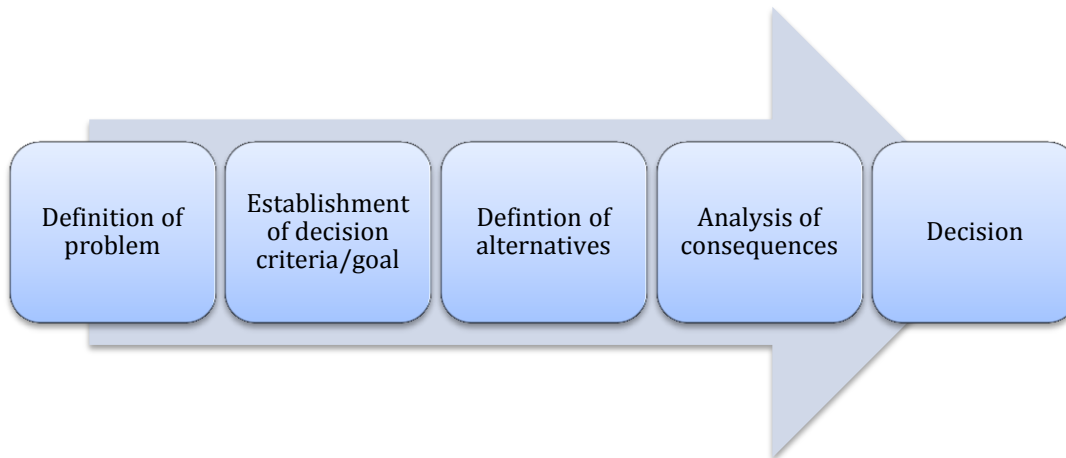 Definition of
problem
Establishment
of decision
criteria/goal
Defintion of
alternatives
Analysis of
consequences
Decision